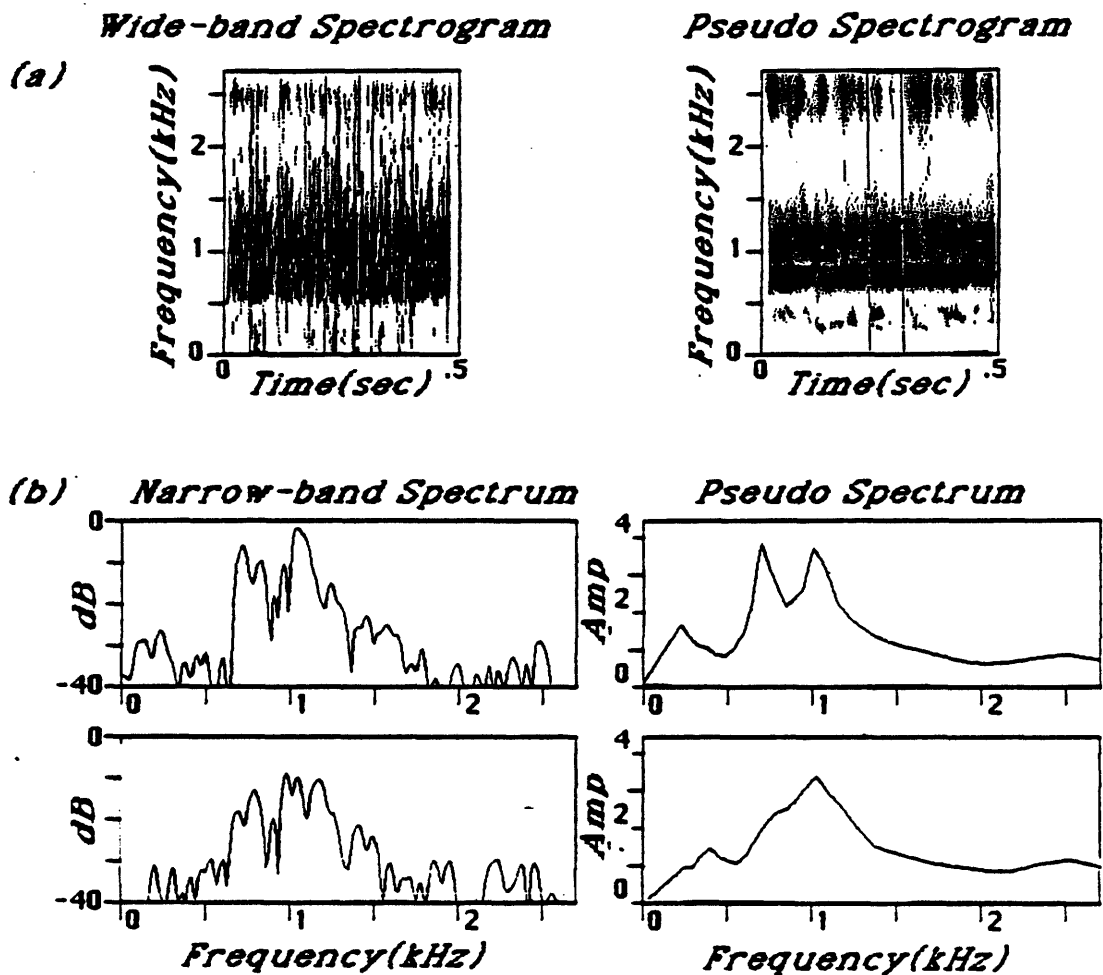 Wide-band Spectrogram
Pseudo Spectrogram
(a)
Frequency(kHz)
2
1
0
0
.5
Time(sec)
Frequency(kHz)
2
1
0
0
.5
Time(sec)
(b)
Narrow-band Spectrum
Pseudo Spectrum
0
dB
-40
0
1
2
4
Amp
2
0
0
1
2
0
dB
-40
0
1
2
Frequency(kHz)
4
Amp
2
0
0
1
2
Frequency(kHz)